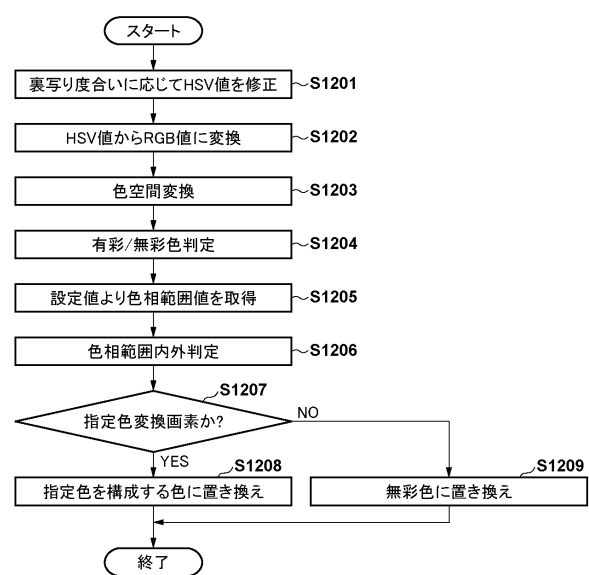 スタート
裏写り度合いに応じてHSV値を修正 S1201
HSV値からRGB値に変換 S1202
色空間変換 S1203
有彩/無彩色判定 S1204
設定値より色相範囲値を取得 S1205
色相範囲内外判定 S1206
S1207
指定色変換画素か?
NO
YES
S1208
指定色を構成する色に置き換え
S1209
無彩色に置き換え
終了